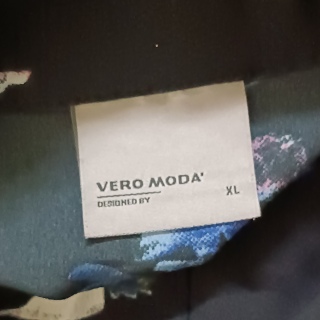 VERO MODA'
DESIGNED BY
XL